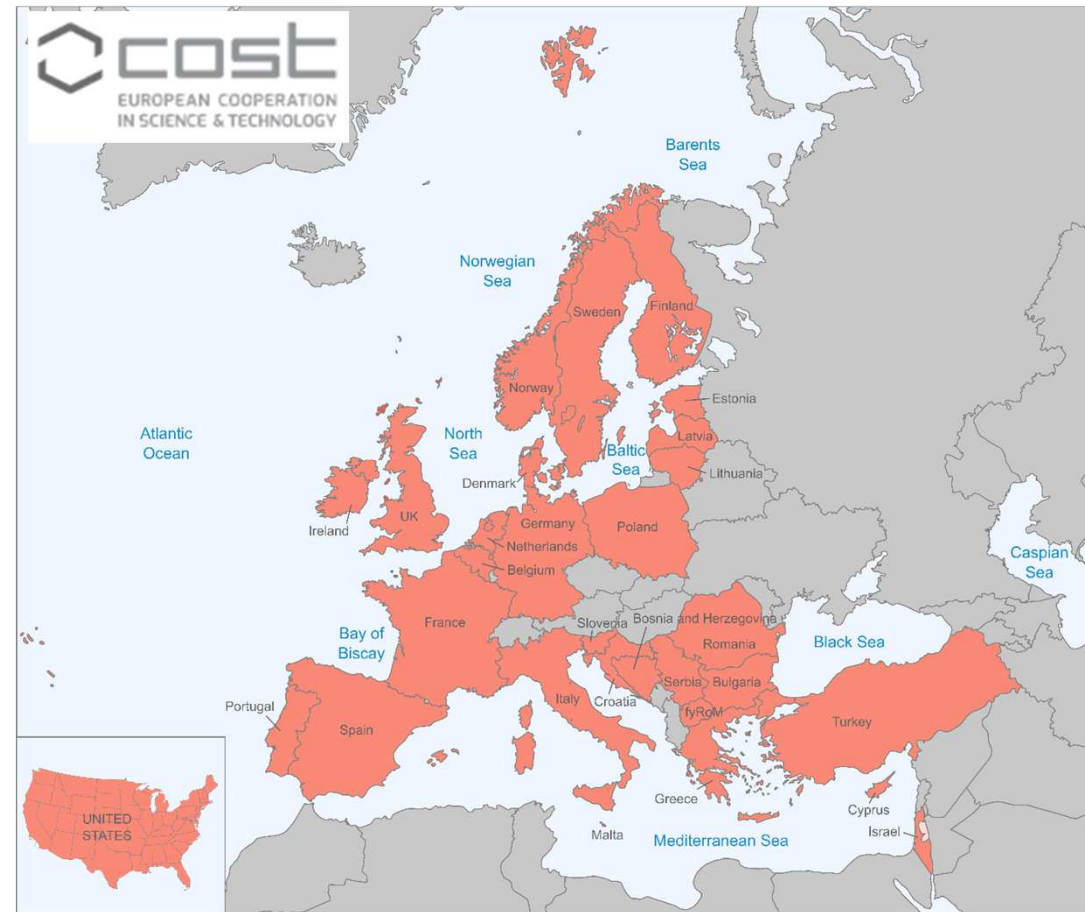 cost
EUROPEAN COOPERATION
IN SCIENCE & TECHNOLOGY
Barents
Sea
Norwegian
Sea
Sweden
Finland
Norway
Estonia
Atlantic
Ocean
North
Sea
Latvia
Baltic
Sea
Lithuania
Denmark
Ireland
UK
Germany
Poland
Netherlands
Belgium
Caspian
Sea
France
Slovenia
Bosnia and Herzegovina
Bay of
Biscay
Romania
Black Sea
Serbia
Bulgaria
Italy
Croatia
Portugal
fyRoM
Spain
Turkey
Greece
Cyprus
Malta
Mediterranean Sea
Israel
UNITED
STATES